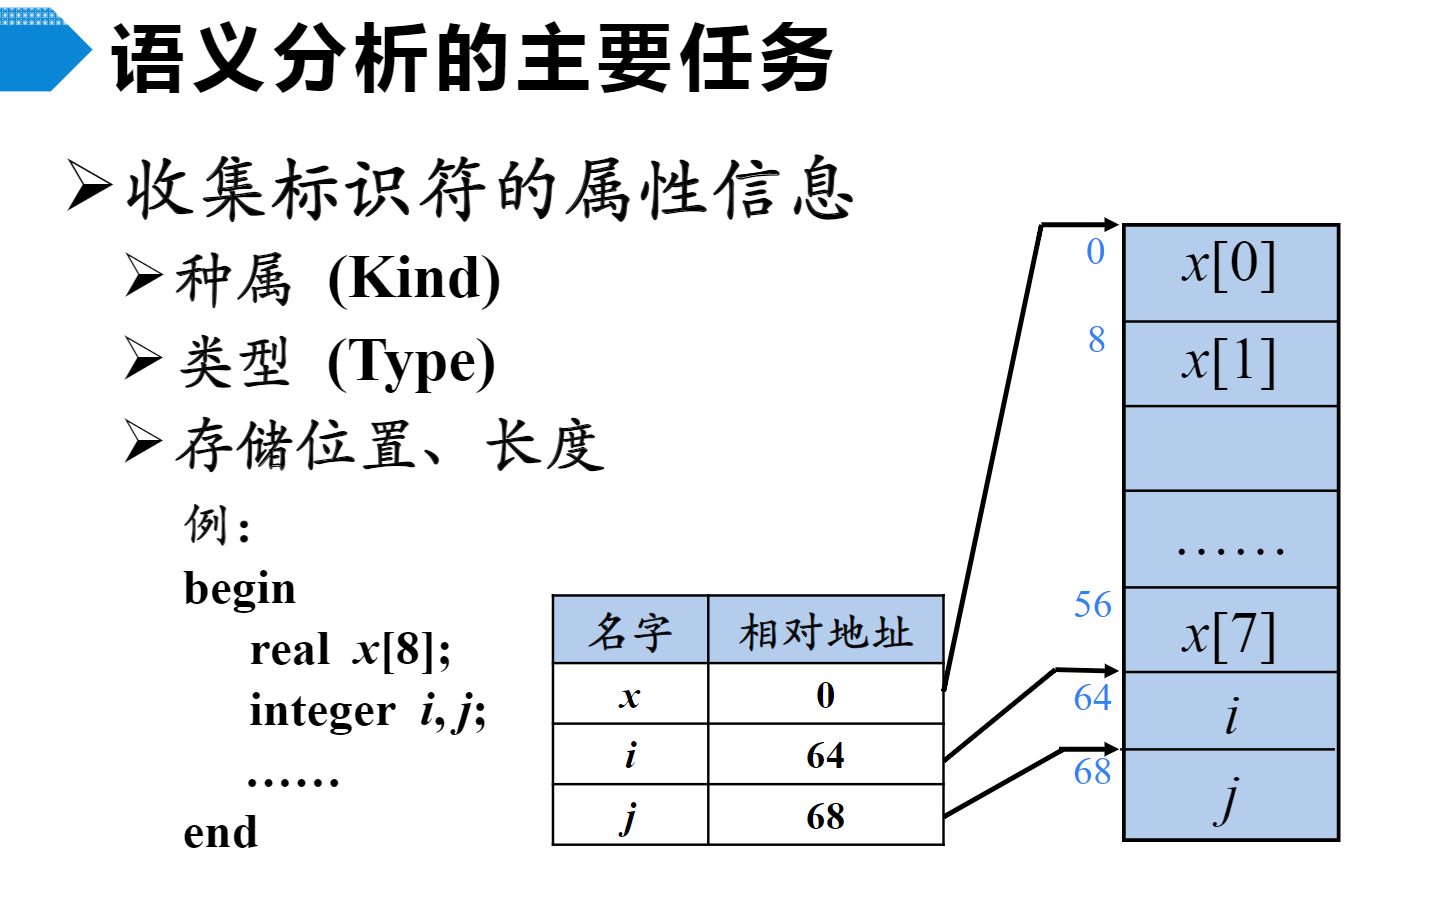 语义分析的主要任务
收集标识符的属性信息
种属 (Kind)
类型 (Type)
存储位置、长度
例：
begin
real x[8];
integer i, j;
……
end
名字 相对地址
x 0
i 64
j 68
0 x[0]
8 x[1]
……
56 x[7]
64 i
68 j